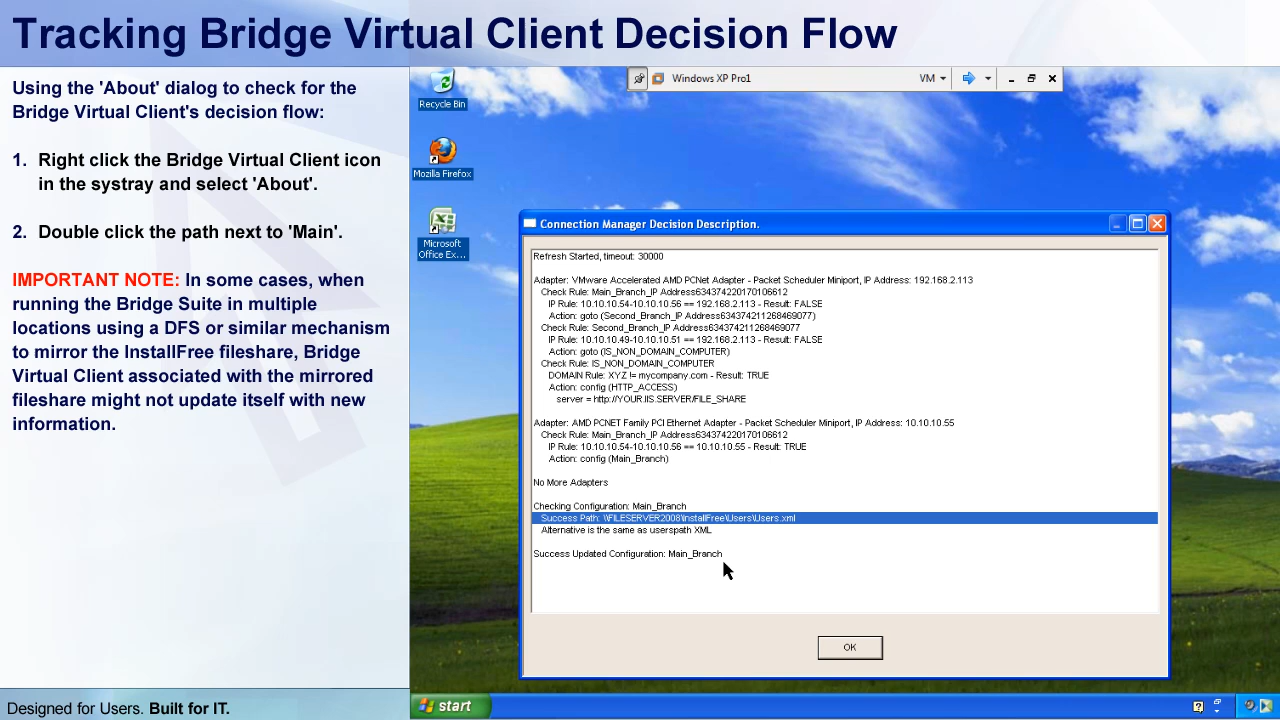 Tracking Bridge Virtual Client Decision Flow
Using the 'About' dialog to check for the
Bridge Virtual Client's decision flow:
1. Right click the Bridge Virtual Client icon
in the systray and select 'About'.
2. Double click the path next to 'Main'.
IMPORTANT NOTE: In some cases, when
running the Bridge Suite in multiple
locations using a DFS or similar mechanism
to mirror the InstallFree fileshare, Bridge
Virtual Client associated with the mirrored
fileshare might not update itself with new
information.
Designed for Users. Built for IT.
Recycle Bin
Mozilla Firefox
Microsoft
Office Ex...
Windows XP Pro1
VM
Connection Manager Decision Description.
Refresh Started, timeout: 30000
Adapter: VMware Accelerated AMD PCNet Adapter - Packet Scheduler Miniport, IP Address: 192.168.2.113
Check Rule: Main_Branch_IP Address634374220170106612
IP Rule: 10.10.10.54-10.10.10.56 == 192.168.2.113 - Result: FALSE
Action: goto (Second_Branch_IP Address634374211268469077)
Check Rule: Second_Branch_IP Address634374211268469077
IP Rule: 10.10.10.49-10.10.10.51 == 192.168.2.113 - Result: FALSE
Action: goto (IS_NON_DOMAIN_COMPUTER)
Check Rule: IS_NON_DOMAIN_COMPUTER
DOMAIN Rule: XYZ != mycompany.com - Result: TRUE
Action: config (HTTP_ACCESS)
server = http://YOUR.IIS.SERVER/FILE_SHARE
Adapter: AMD PCNET Family PCI Ethernet Adapter - Packet Scheduler Miniport, IP Address: 10.10.10.55
Check Rule: Main_Branch_IP Address634374220170106612
IP Rule: 10.10.10.54-10.10.10.56 == 10.10.10.55 - Result: TRUE
Action: config (Main_Branch)
No More Adapters
Checking Configuration: Main_Branch
Success Path: \\FILESERVER2008\InstallFree\Users\Users.xml
Alternative is the same as userspath XML
Success Updated Configuration: Main_Branch
OK
start